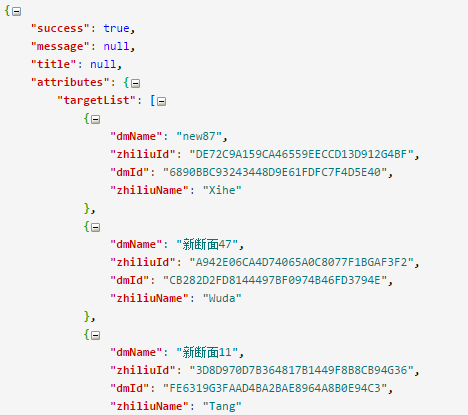 {
"success": true,
"message": null,
"title": null,
"attributes": {
"targetList": [
{
"dmName": "new87",
"zhiliuId": "DE72C9A159CA46559EECCD13D912G4BF",
"dmId": "6890BBC93243448D9E61FDFC7F4D5E40",
"zhiliuName": "Xihe"
},
{
"dmName": "新断面47",
"zhiliuId": "A942E06CA4D74065A0C8077F1BGAF3F2",
"dmId": "CB282D2FD8144497BF0974B46FD3794E",
"zhiliuName": "Wuda"
},
{
"dmName": "新断面11",
"zhiliuId": "3D8D970D7B364817B1449F8B8CB94G36",
"dmId": "FE6319G3FAAD4BA2BAE8964A8B0E94C3",
"zhiliuName": "Tang"